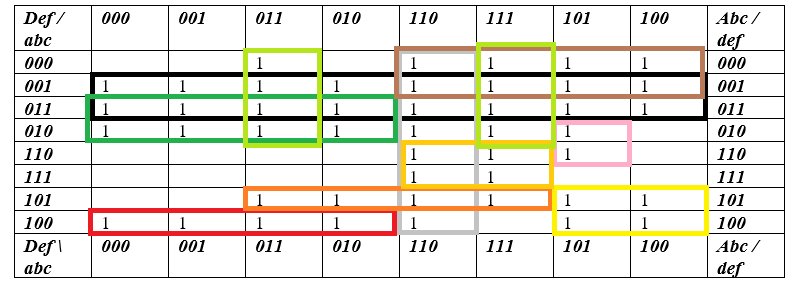 Def / abc 000 001 011 010 110 111 101 100 Abc / def
000 1 1 1 1 1 000
001 1 1 1 1 1 1 1 1 001
011 1 1 1 1 1 1 1 1 011
010 1 1 1 1 1 1 1 010
110 1 1 1 110
111 1 1 111
101 1 1 1 1 1 1 101
100 1 1 1 1 1 1 1 100
Def \ abc 000 001 011 010 110 111 101 100 Abc / def